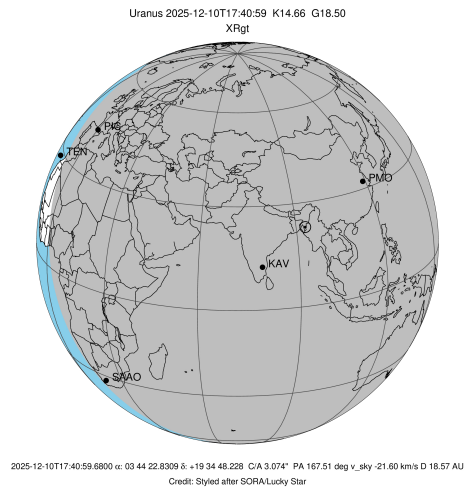 Uranus 2025-12-10T17:40:59 K14.66 G18.50
XRgt
PIC
TEN
PMO
KAV
SAAO
2025-12-10T17:40:59.6800 α: 03 44 22.8309 δ: +19 34 48.228 C/A 3.074" PA 167.51 deg v_sky -21.60 km/s D 18.57 AU
Credit: Styled after SORA/Lucky Star